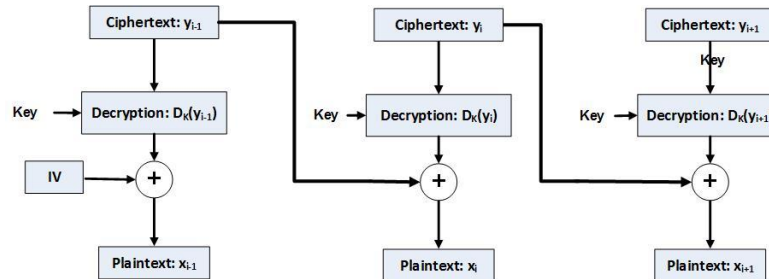 Ciphertext: yi-1
Ciphertext: yi
Ciphertext: yi+1
Key
Key
Decryption: DK(yi-1)
Key
Decryption: DK(yi)
Key
Decryption: DK(yi+1)
IV
+
+
+
Plaintext: xi-1
Plaintext: xi
Plaintext: xi+1